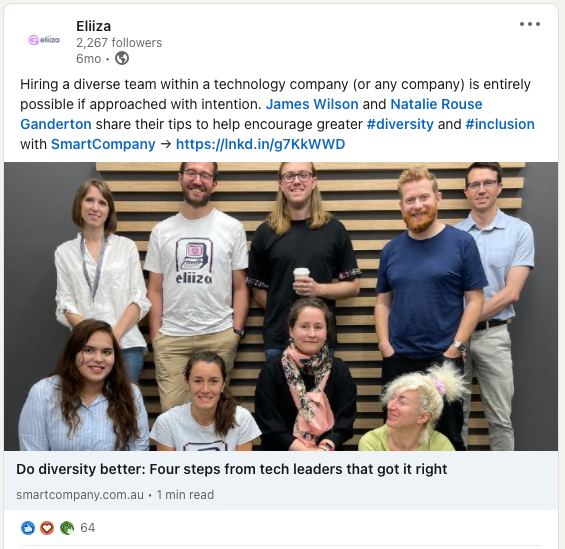 eliiza
Eliiza
2,267 followers
6mo •
Hiring a diverse team within a technology company (or any company) is entirely
possible if approached with intention. James Wilson and Natalie Rouse
Ganderton share their tips to help encourage greater #diversity and #inclusion
with SmartCompany → https://lnkd.in/g7KkWWD
eliiza
Do diversity better: Four steps from tech leaders that got it right
smartcompany.com.au • 1 min read
64